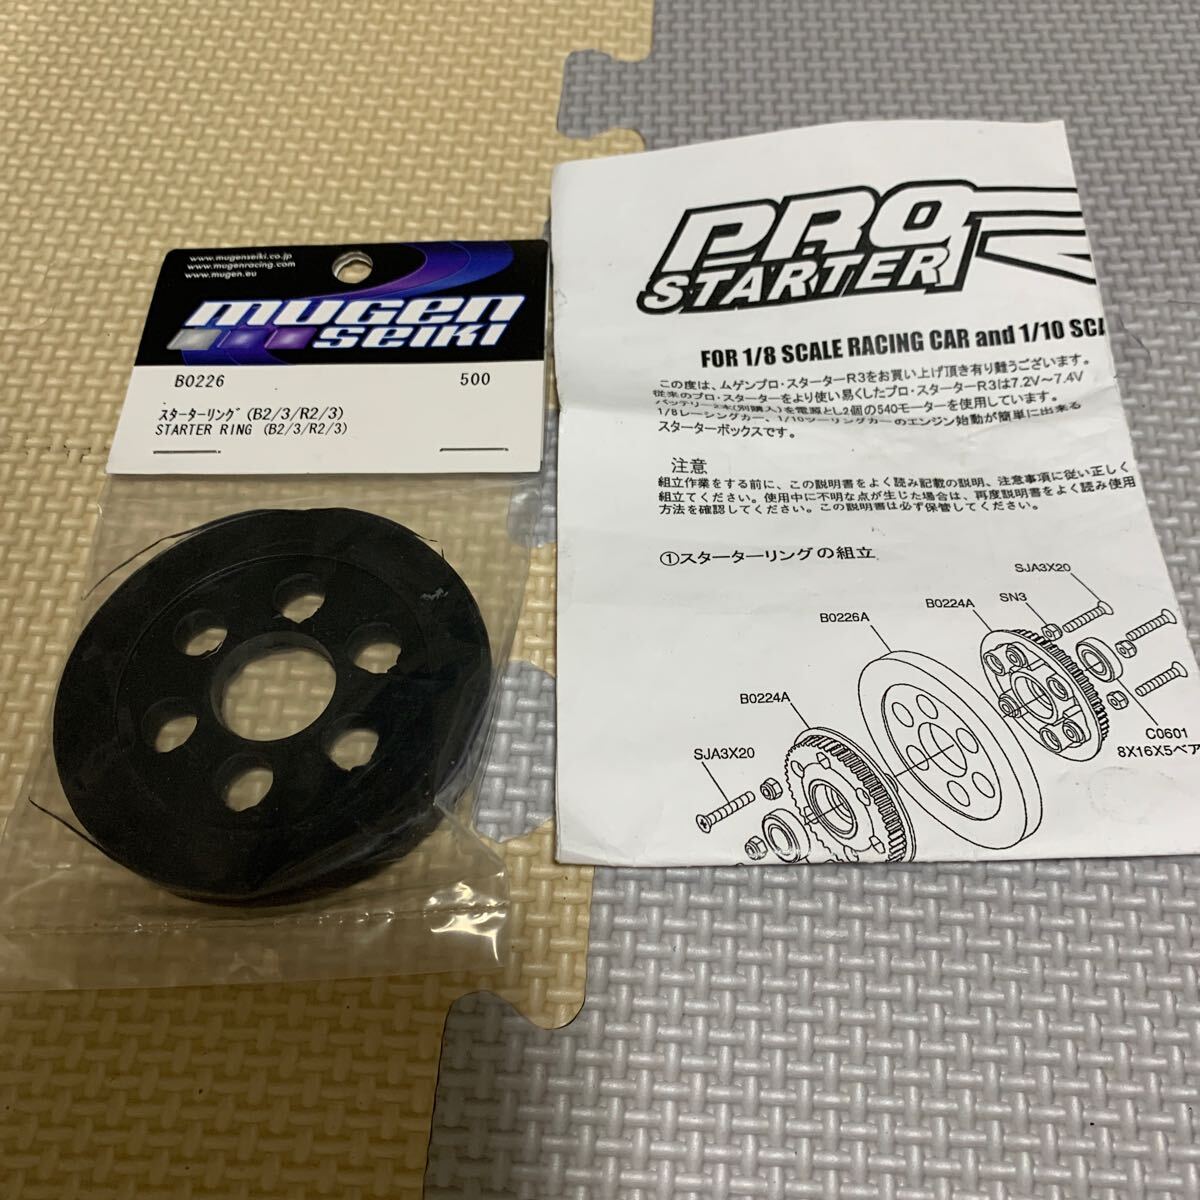 www.mugenseiki.co.jp
www.mugenracing.com
www.mugen.eu
mugen
seiki
B0226 500
スターターリング(B2/3/R2/3)
STARTER RING (B2/3/R2/3)
PRO
STARTER
FOR 1/8 SCALE RACING CAR and 1/10 SCA
この度は、ムゲンプロ・スターターR3をお買い上げ頂き有り難うございます。
従来のプロ・スターターをより使い易くしたプロ・スターターR3は7.2V～7.4V
バッテリー2本(別購入)を電源とし2個の540モーターを使用しています。
1/8レーシングカー、1/10ツーリングカーのエンジン始動が簡単に出来る
スターターボックスです。
注意
組立作業をする前に、この説明書をよく読み記載の説明、注意事項に従い正しく
組立てください。使用中に不明な点が生じた場合は、再度説明書をよく読み使用
方法を確認してください。この説明書は必ず保管してください。
①スターターリングの組立
SJA3X20
SN3
B0224A
B0226A
B0224A
SJA3X20
C0601
8X16X5ベア